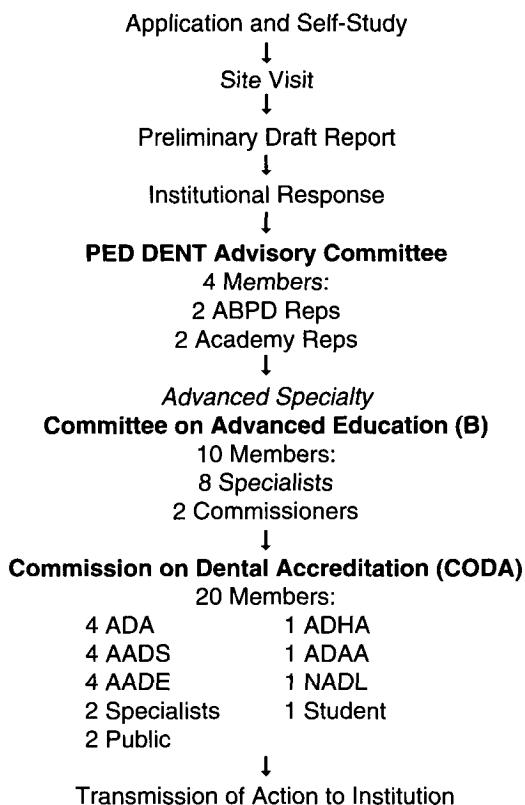 Application and Self-Study
↓
Site Visit
↓
Preliminary Draft Report
↓
Institutional Response
↓
PED DENT Advisory Committee
4 Members:
2 ABPD Reps
2 Academy Reps
↓
Advanced Specialty
Committee on Advanced Education (B)
10 Members:
8 Specialists
2 Commissioners
↓
Commission on Dental Accreditation (CODA)
20 Members:
4 ADA 1 ADHA
4 AADS 1 ADAA
4 AADE 1 NADL
2 Specialists 1 Student
2 Public
↓
Transmission of Action to Institution